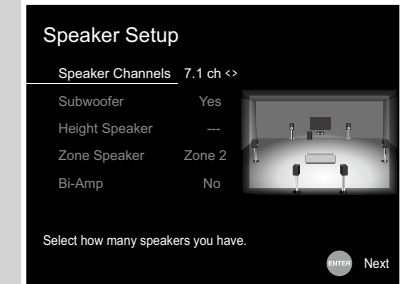 Speaker Setup
Speaker Channels 7.1 ch <>
Subwoofer Yes
Height Speaker ---
Zone Speaker Zone 2
Bi-Amp No
Select how many speakers you have.
ENTER Next